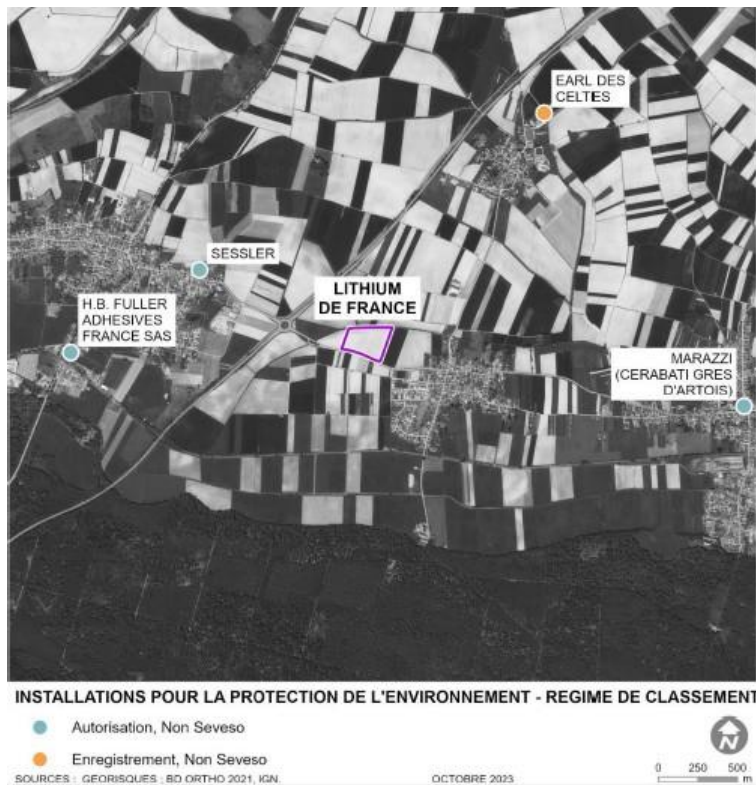 EARL DES
CELTES
SESSLER
LITHIUM
DE FRANCE
H.B. FULLER
ADHESIVES
FRANCE SAS
MARAZZI
(CERABATI GRES
D'ARTOIS)
INSTALLATIONS POUR LA PROTECTION DE L'ENVIRONNEMENT - REGIME DE CLASSEMENT
Autorisation, Non Seveso
Enregistrement, Non Seveso
N
SOURCES : GEORISQUES ; BD ORTHO 2021, IGN.
OCTOBRE 2023
0 250 500
m